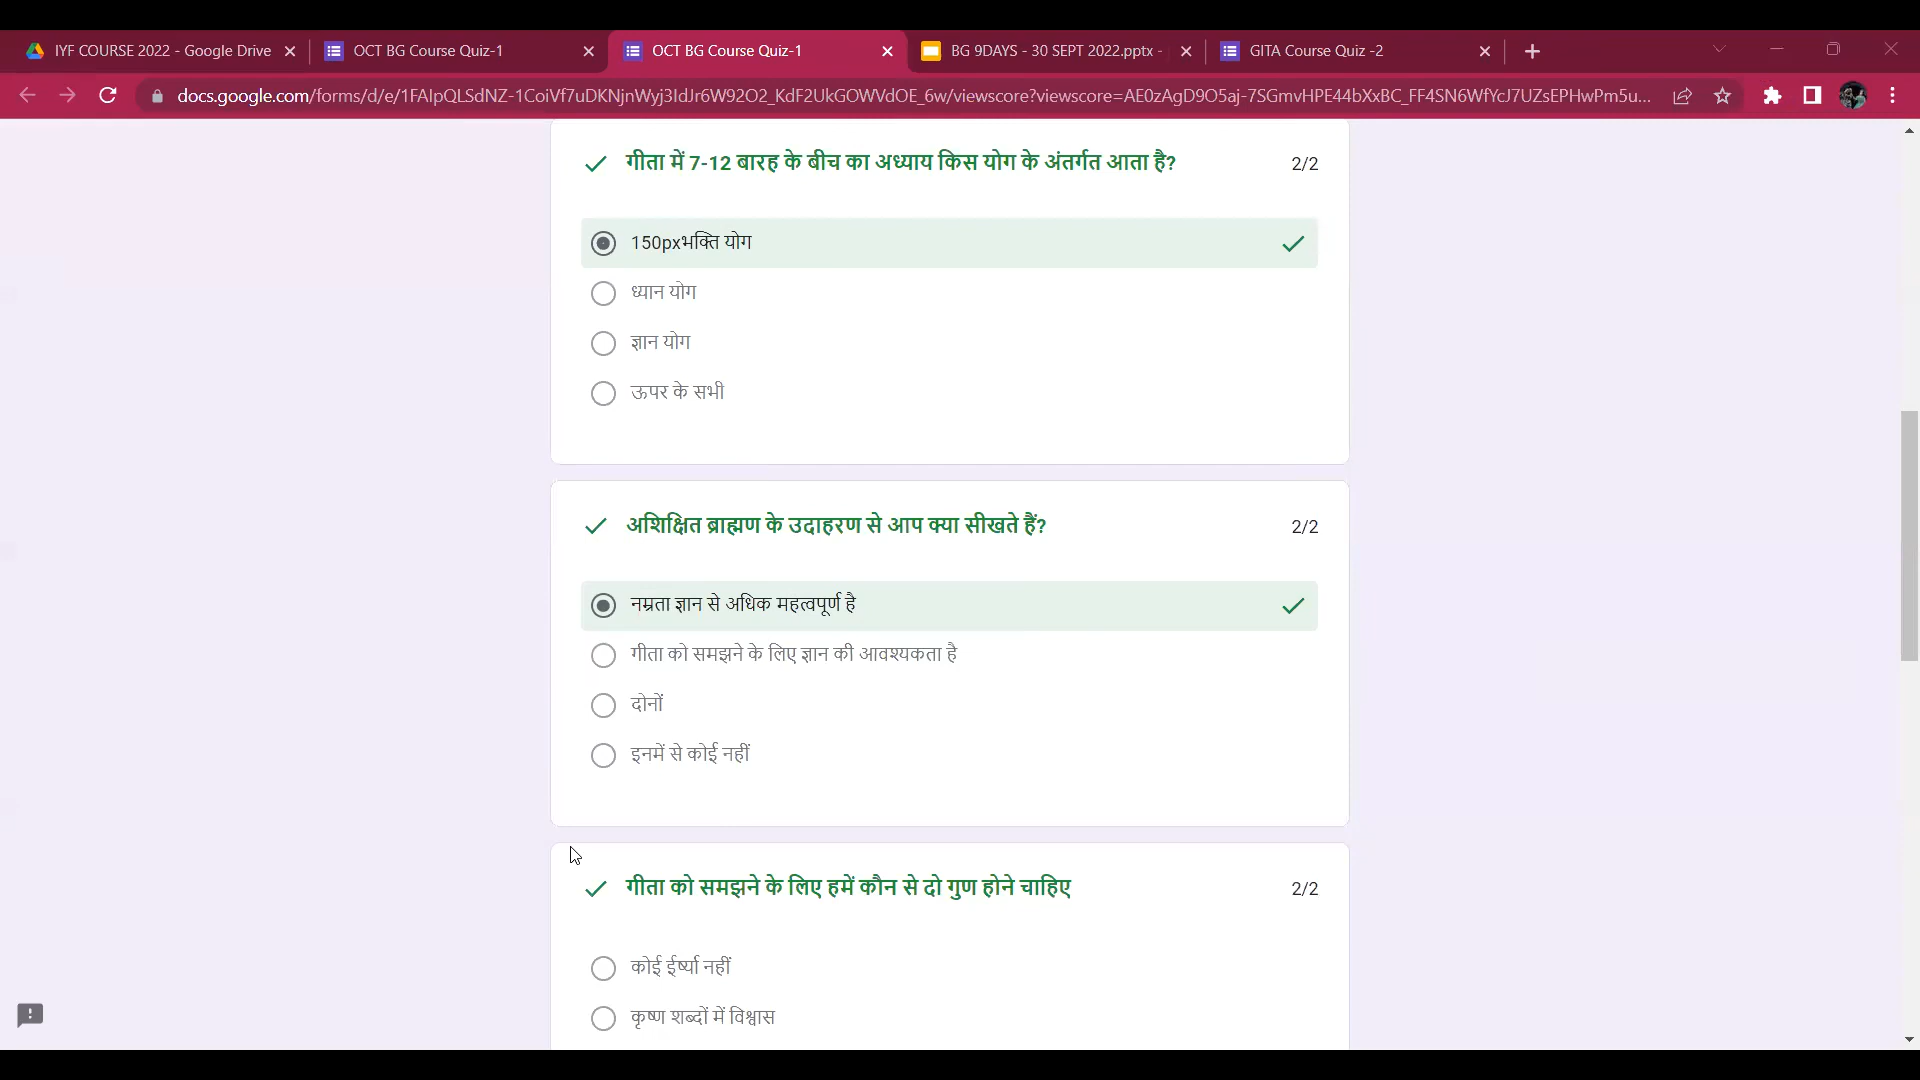 IYF COURSE 2022 - Google Drive
OCT BG Course Quiz-1
OCT BG Course Quiz-1
BG 9DAYS - 30 SEPT 2022.pptx -
GITA Course Quiz -2
docs.google.com/forms/d/e/1FAIpQLSdNZ-1CoiVf7uDKNjnWyj3IdJr6W92O2_KdF2UkGOWVdOE_6w/viewscore?viewscore=AE0zAgD9O5aj-7SGmvHPE44bXxBC_FF4SN6WfYcJ7UZsEPHwPm5u...
गीता में 7-12 बारह के बीच का अध्याय किस योग के अंतर्गत आता है?
2/2
150pxभक्ति योग
ध्यान योग
ज्ञान योग
ऊपर के सभी
अशिक्षित ब्राह्मण के उदाहरण से आप क्या सीखते हैं?
2/2
नम्रता ज्ञान से अधिक महत्वपूर्ण है
गीता को समझने के लिए ज्ञान की आवश्यकता है
दोनों
इनमें से कोई नहीं
गीता को समझने के लिए हमें कौन से दो गुण होने चाहिए
2/2
कोई ईर्ष्या नहीं
कृष्ण शब्दों में विश्वास